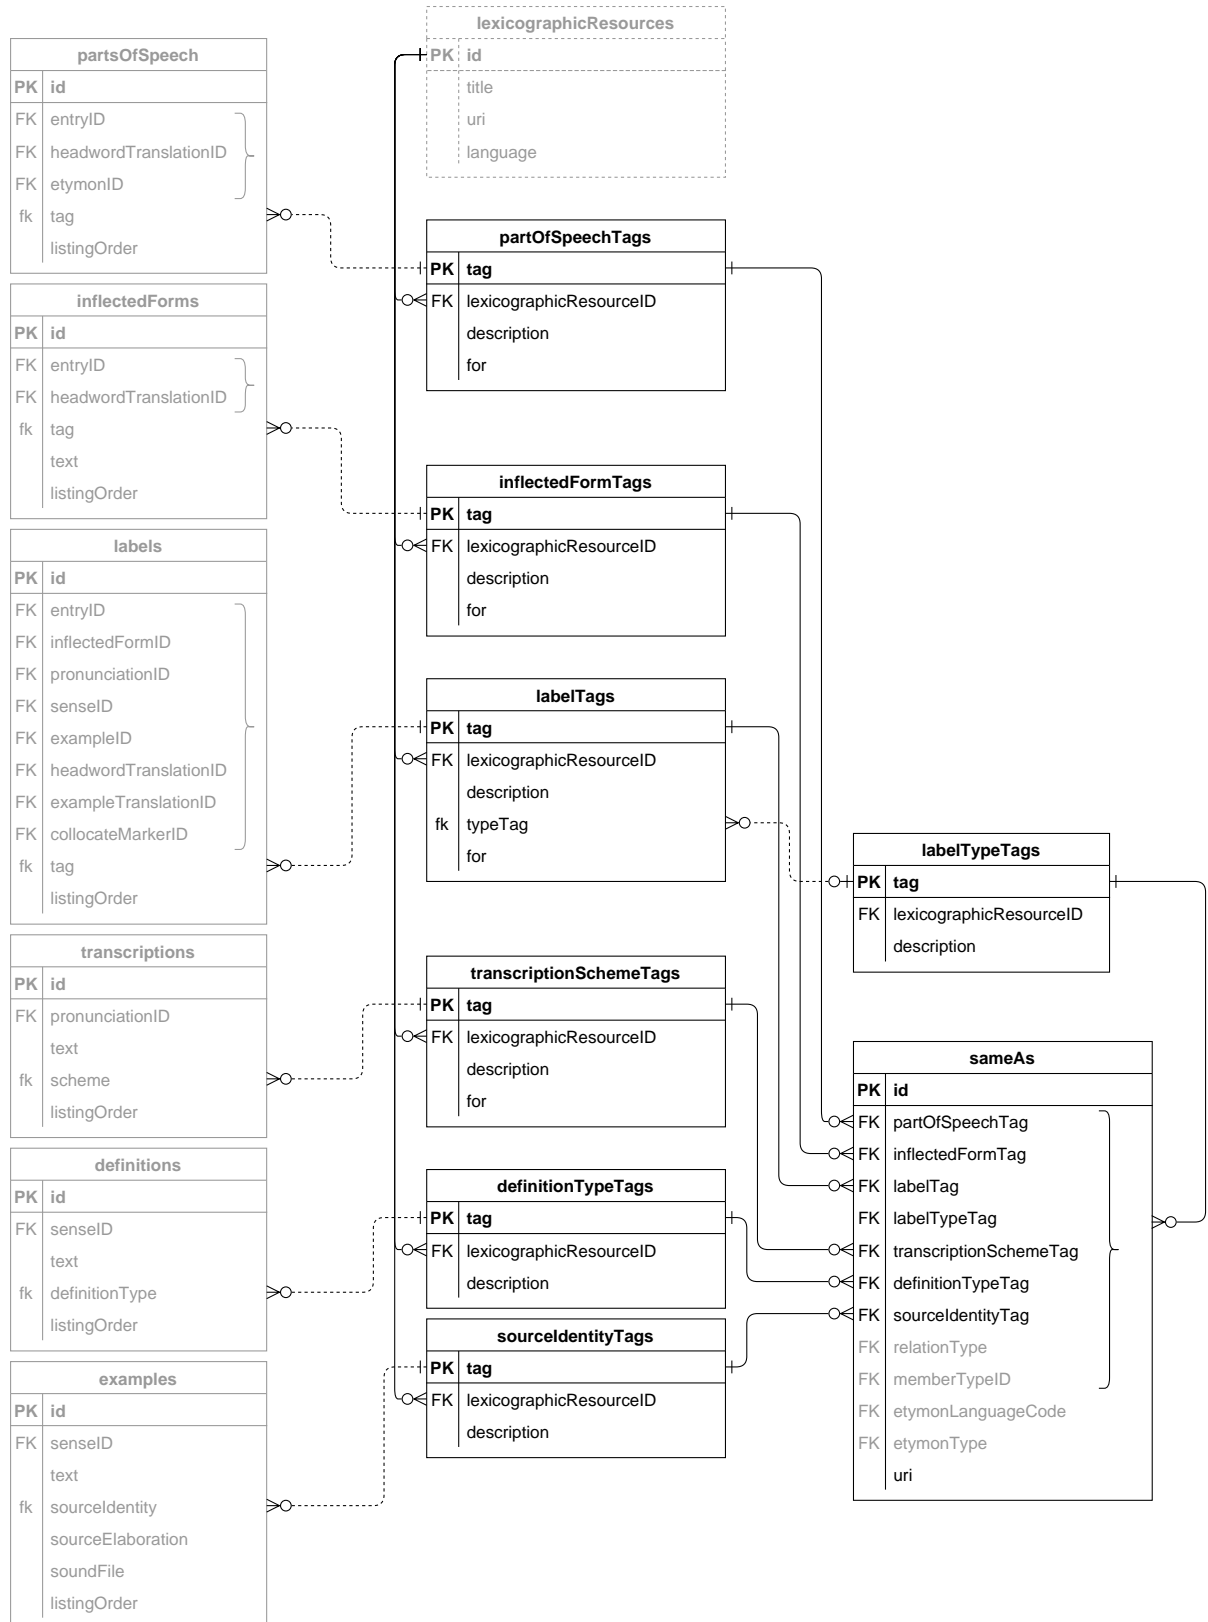 partsOfSpeech
PK id
FK entryID
FK headwordTranslationID
FK etymonID
fk tag
listingOrder
inflectedForms
PK id
FK entryID
FK headwordTranslationID
fk tag
text
listingOrder
labels
PK id
FK entryID
FK inflectedFormID
FK pronunciationID
FK senseID
FK exampleID
FK headwordTranslationID
FK exampleTranslationID
FK collocateMarkerID
fk tag
listingOrder
transcriptions
PK id
FK pronunciationID
text
fk scheme
listingOrder
definitions
PK id
FK senseID
text
fk definitionType
listingOrder
examples
PK id
FK senseID
text
fk sourceIdentity
sourceElaboration
soundFile
listingOrder
lexicographicResources
PK id
title
uri
language
partOfSpeechTags
PK tag
FK lexicographicResourceID
description
for
inflectedFormTags
PK tag
FK lexicographicResourceID
description
for
labelTags
PK tag
FK lexicographicResourceID
description
fk typeTag
for
transcriptionSchemeTags
PK tag
FK lexicographicResourceID
description
for
definitionTypeTags
PK tag
FK lexicographicResourceID
description
sourceIdentityTags
PK tag
FK lexicographicResourceID
description
labelTypeTags
PK tag
FK lexicographicResourceID
description
sameAs
PK id
FK partOfSpeechTag
FK inflectedFormTag
FK labelTag
FK labelTypeTag
FK transcriptionSchemeTag
FK definitionTypeTag
FK sourceIdentityTag
FK relationType
FK memberTypeID
FK etymonLanguageCode
FK etymonType
uri